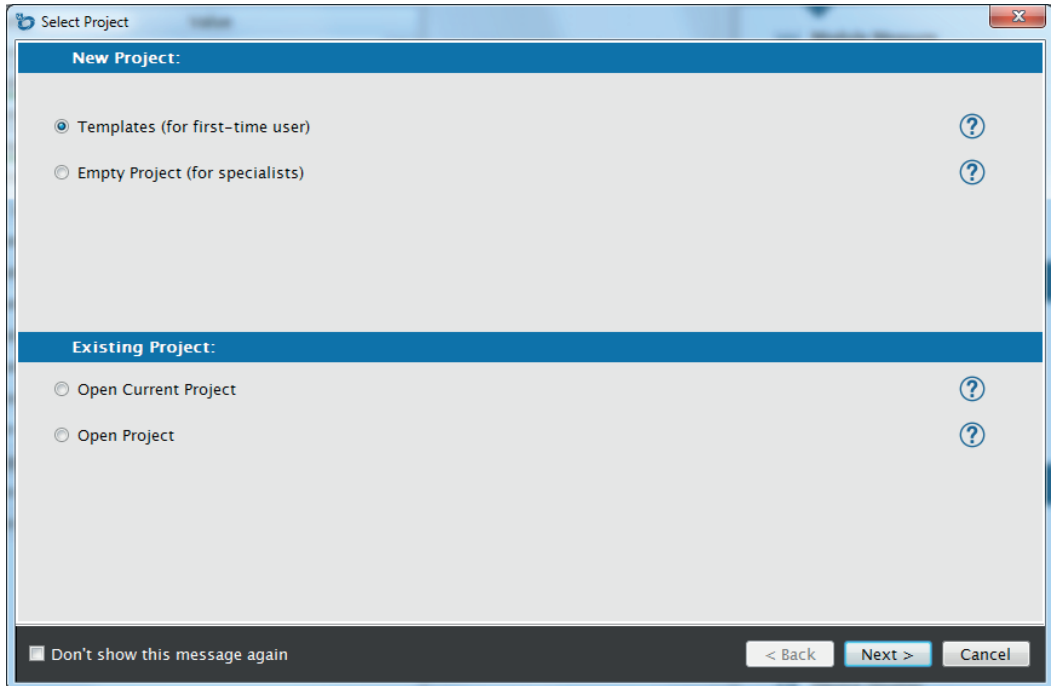 Select Project
New Project:
Templates (for first-time user)
?
Empty Project (for specialists)
?
Existing Project:
Open Current Project
?
Open Project
?
Don't show this message again
< Back Next > Cancel